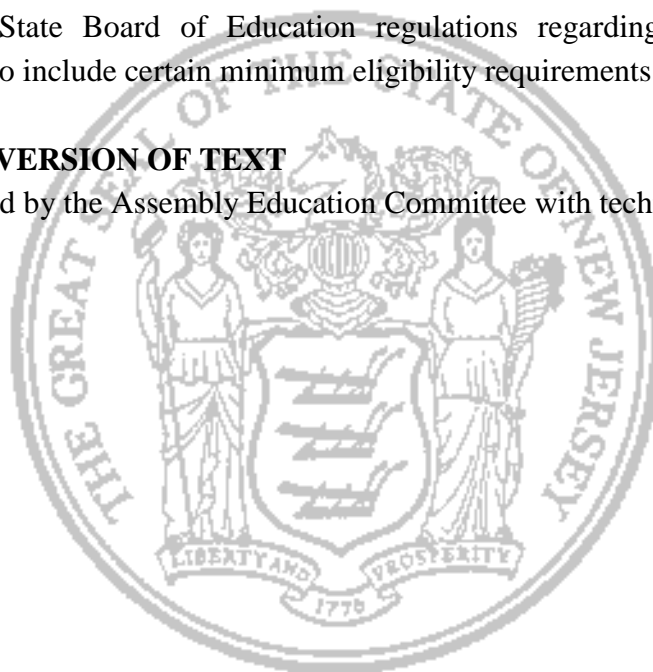 State Board of Education regulations regarding
o include certain minimum eligibility requirements
VERSION OF TEXT
d by the Assembly Education Committee with tech
THE GREAT SEAL OF THE STATE OF NEW JERSEY
LIBERTY AND PROSPERITY
1776